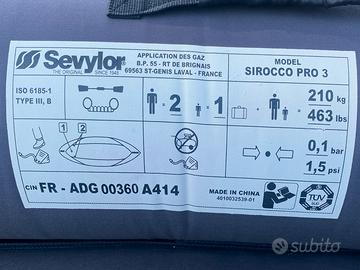 Sevylor
THE ORIGINAL SINCE 1948
APPLICATION DES GAZ
B.P. 55 - RT DE BRIGNAIS
69563 ST-GENIS LAVAL - FRANCE
MODEL
SIROCCO PRO 3
ISO 6185-1
TYPE III, B
= 2
= 1
210 kg
463 lbs
1
2
0,1 bar
1,5 psi
CIN FR - ADG 00360 A414
MADE IN CHINA
4010032539-01
TÜV
SUD
subito